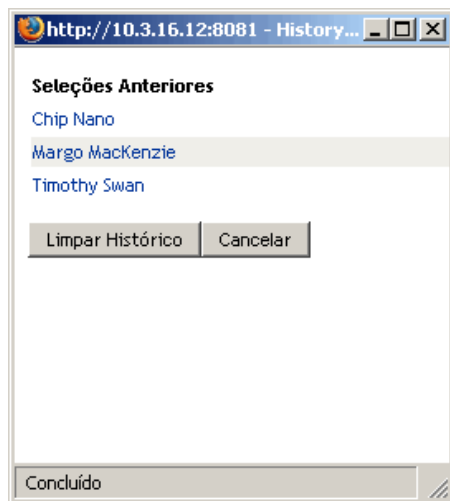 http://10.3.16.12:8081 - History...
Seleções Anteriores
Chip Nano
Margo MacKenzie
Timothy Swan
Limpar Histórico Cancelar
Concluído